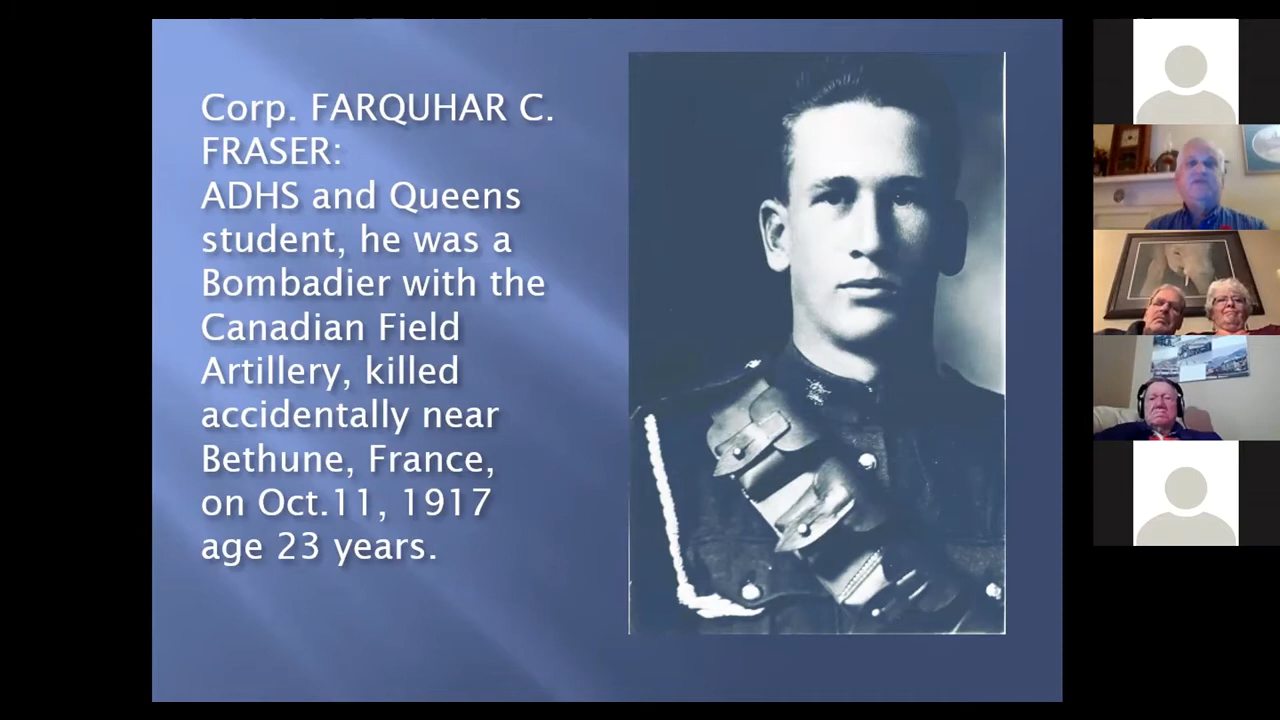 Corp. FARQUHAR C.
FRASER:
ADHS and Queens
student, he was a
Bombadier with the
Canadian Field
Artillery, killed
accidentally near
Bethune, France,
on Oct.11, 1917
age 23 years.